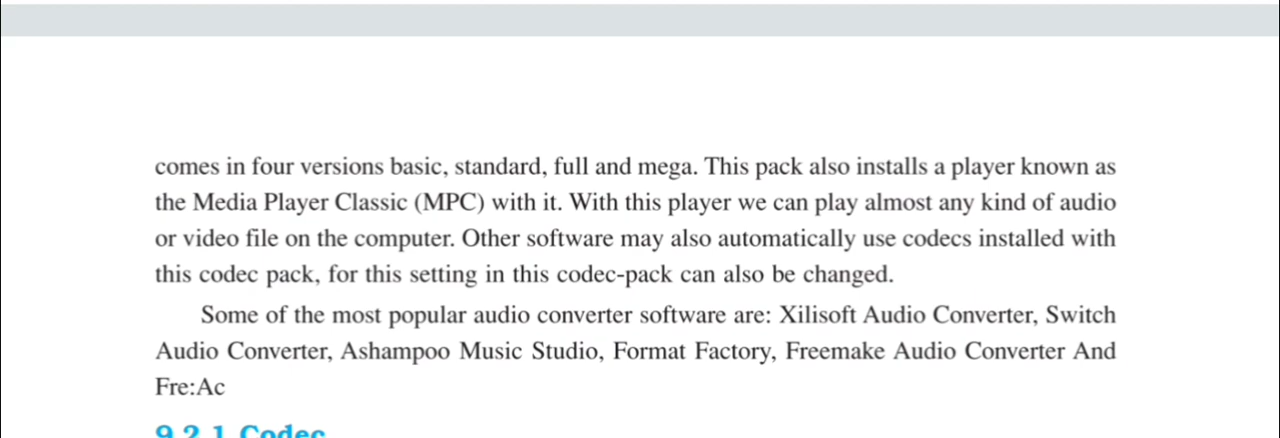 comes in four versions basic, standard, full and mega. This pack also installs a player known as
the Media Player Classic (MPC) with it. With this player we can play almost any kind of audio
or video file on the computer. Other software may also automatically use codecs installed with
this codec pack, for this setting in this codec-pack can also be changed.
Some of the most popular audio converter software are: Xilisoft Audio Converter, Switch
Audio Converter, Ashampoo Music Studio, Format Factory, Freemake Audio Converter And
Fre:Ac
9.2.1 Codec